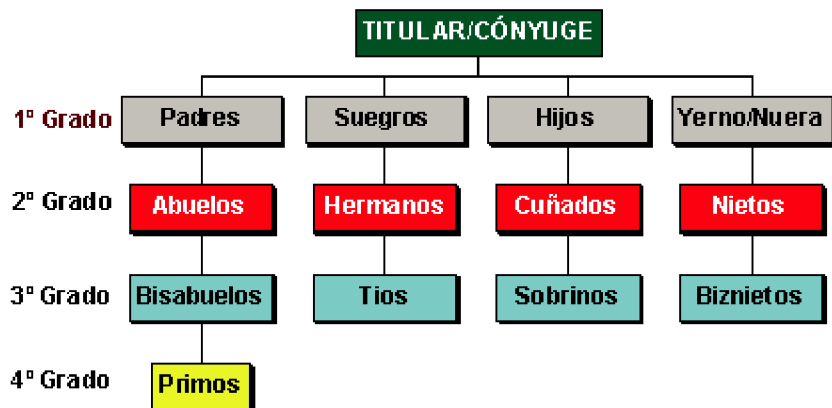 TITULAR/CÓNYUGE
1º Grado Padres Suegros Hijos Yerno/Nuera
2º Grado Abuelos Hermanos Cuñados Nietos
3º Grado Bisabuelos Tios Sobrinos Biznietos
4º Grado Primos